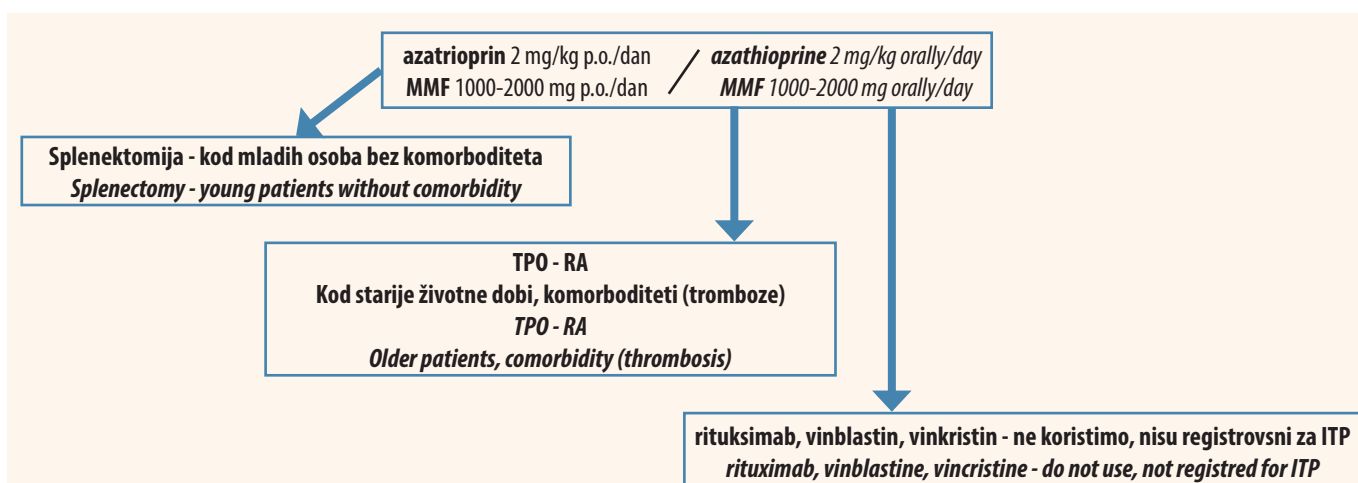 azatrioprin 2 mg/kg p.o./dan / azathioprine 2 mg/kg orally/day
MMF 1000-2000 mg p.o./dan / MMF 1000-2000 mg orally/day
Splenektomija - kod mladih osoba bez komorboditeta
Splenectomy - young patients without comorbidity
TPO - RA
Kod starije životne dobi, komorboditeti (tromboze)
TPO - RA
Older patients, comorbidity (thrombosis)
rituksimab, vinblastin, vinkristin - ne koristimo, nisu registrovsni za ITP
rituximab, vinblastine, vincristine - do not use, not registred for ITP